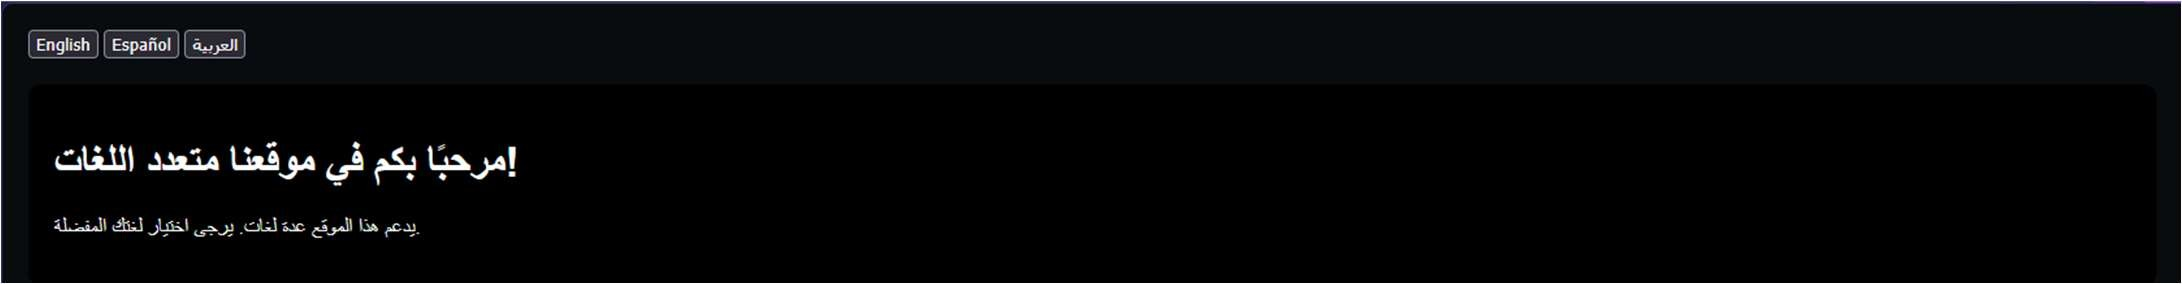 English Español العربية
مرحبًا بكم في موقعنا متعدد اللغات!
يدعم هذا الموقع عدة لغات. يرجى اختيار لغتك المفضلة.